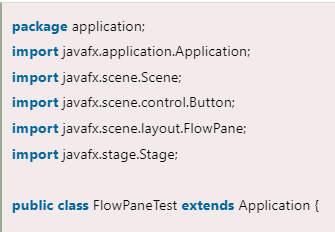 package application;
import javafx.application.Application;
import javafx.scene.Scene;
import javafx.scene.control.Button;
import javafx.scene.layout.FlowPane;
import javafx.stage.Stage;
public class FlowPaneTest extends Application {